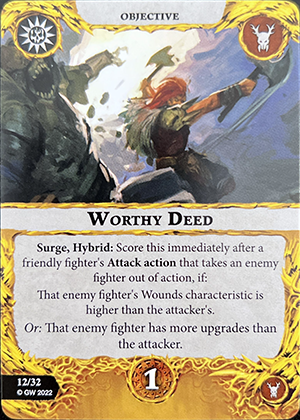 OBJECTIVE
WORTHY DEED
Surge, Hybrid: Score this immediately after a
friendly fighter's Attack action that takes an enemy
fighter out of action, if:
That enemy fighter's Wounds characteristic is
higher than the attacker's.
Or: That enemy fighter has more upgrades than
the attacker.
12/32
© GW 2022
1